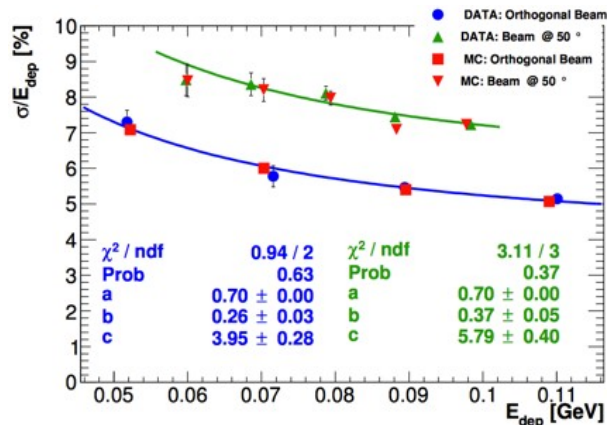 DATA: Orthogonal Beam
DATA: Beam @ 50 °
MC: Orthogonal Beam
MC: Beam @ 50 °
σ/E_dep [%]
10
9
8
7
6
5
4
3
2
1
0
χ² / ndf 0.94 / 2
Prob 0.63
a 0.70 ± 0.00
b 0.26 ± 0.03
c 3.95 ± 0.28
χ² / ndf 3.11 / 3
Prob 0.37
a 0.70 ± 0.00
b 0.37 ± 0.05
c 5.79 ± 0.40
0.05 0.06 0.07 0.08 0.09 0.1 0.11
E_dep [GeV]